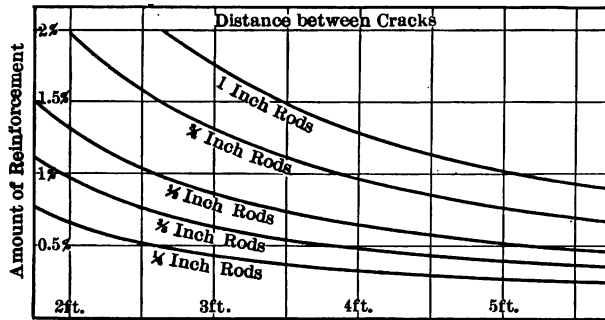 Distance between Cracks
Amount of Reinforcement
2%
1.5%
1%
0.5%
1 Inch Rods
¾ Inch Rods
½ Inch Rods
⅜ Inch Rods
¼ Inch Rods
2ft.
3ft.
4ft.
5ft.